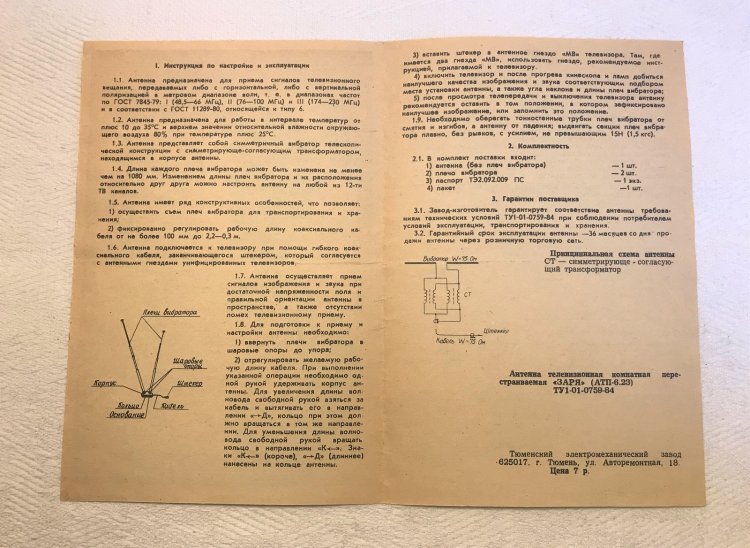 I. Инструкция по настройке и эксплуатации
1.1. Антенна предназначена для приема сигналов телевизионного
вещания, передаваемых либо с горизонтальной, либо с вертикальной
поляризацией в метровом диапазоне волн, т. е. в диапазонах частот
по ГОСТ 7845-79: I (48,5—66 МГц), II (76—100 МГц) и III (174—230 МГц)
и в соответствии с ГОСТ 11289-80, относящейся к типу 6.
1.2. Антенна предназначена для работы в интервале температур от
плюс 10 до 35°С и верхнем значении относительной влажности окружаю-
щего воздуха 80% при температуре плюс 25°С.
1.3. Антенна представляет собой симметричный вибратор телескопи-
ческой конструкции с симметрирующе-согласующим трансформатором,
находящимся в корпусе антенны.
1.4. Длина каждого плеча вибратора может быть изменена не менее
чем на 1080 мм. Изменением длины плеч вибратора и их расположения
относительно друг друга можно настроить антенну на любой из 12-ти
ТВ каналов.
1.5. Антенна имеет ряд конструктивных особенностей, что позволяет:
1) осуществить съем плеч вибратора для транспортирования и хра-
нения;
2) фиксированно регулировать рабочую длину коаксиального ка-
беля от не более 100 мм до 2,2—0,3 м.
1.6. Антенна подключается к телевизору при помощи гибкого коак-
сиального кабеля, заканчивающегося штекером, который согласуется
с антенными гнездами унифицированных телевизоров.
1.7. Антенна осуществляет прием
сигналов изображения и звука при
достаточной напряженности поля и
правильной ориентации антенны в
пространстве, а также отсутствии
помех телевизионному приему.
1.8. Для подготовки к приему и
настройки антенны необходимо:
1) ввернуть плечи вибратора в
шаровые опоры до упора;
2) отрегулировать желаемую рабо-
чую длину кабеля. При выполнении
указанной операции необходимо од-
ной рукой удерживать корпус ан-
тенны. Для увеличения длины вол-
новода свободной рукой взяться за
кабель и вытягивать его в направ-
лении «→Д», кольцо при этом дол-
жно вращаться в том же направле-
нии. Для уменьшения длины волно-
вода свободной рукой вращать
кольцо в направлении «К←». Зна-
ки «К←» (короче), «→Д» (длиннее)
нанесены на кольце антенны.
Плечи вибратора
Шаровые
опоры
Корпус
Штекер
Кольцо
Кабель
Основание
3) вставить штекер в антенное гнездо «МВ» телевизора. Там, где
имеется два гнезда «МВ», использовать гнездо, рекомендуемое инст-
рукцией, прилагаемой к телевизору.
4) включить телевизор и после прогрева кинескопа и ламп добиться
наилучшего качества изображения и звука соответствующим подбором
места установки антенны, а также угла наклона и длины плеч вибратора;
5) после просмотра телепередачи и выключения телевизора антенну
рекомендуется оставить в том положении, в котором зафиксировано
наилучшее изображение, или запомнить это положение.
1.9. Необходимо оберегать тонкостенные трубки плеч вибратора от
смятия и изгибов, а антенну от падения; выдвигать секции плеч вибра-
тора плавно, без рывков, с усилием, не превышающим 15Н (1,5 кгс).
2. Комплектность
2.1. В комплект поставки входит:
1) антенна (без плеч вибратора) —1 шт.
2) плечо вибратора — 2 шт.
3) паспорт ТЭ2.092.009 ПС — 1 экз.
4) пакет —1 шт.
3. Гарантии поставщика
3.1. Завод-изготовитель гарантирует соответствие антенны требова-
ниям технических условий ТУ1-01-0759-84 при соблюдении потребителем
условий эксплуатации, транспортирования и хранения.
3.2. Гарантийный срок эксплуатации антенны —36 месяцев со дня про-
дажи антенны через розничную торговую сеть.
Вибратор W=75 Ом
СТ
Штеккер
Кабель W=75 Ом
Принципиальная схема антенны
СТ — симметрирующе - согласую-
щий трансформатор
Антенна телевизионная комнатная пере-
страиваемая «ЗАРЯ» (АТП-6.23)
ТУ1-01-0759-84
Тюменский электромеханический завод
625017. г. Тюмень, ул. Авторемонтная, 18.
Цена 7 р.